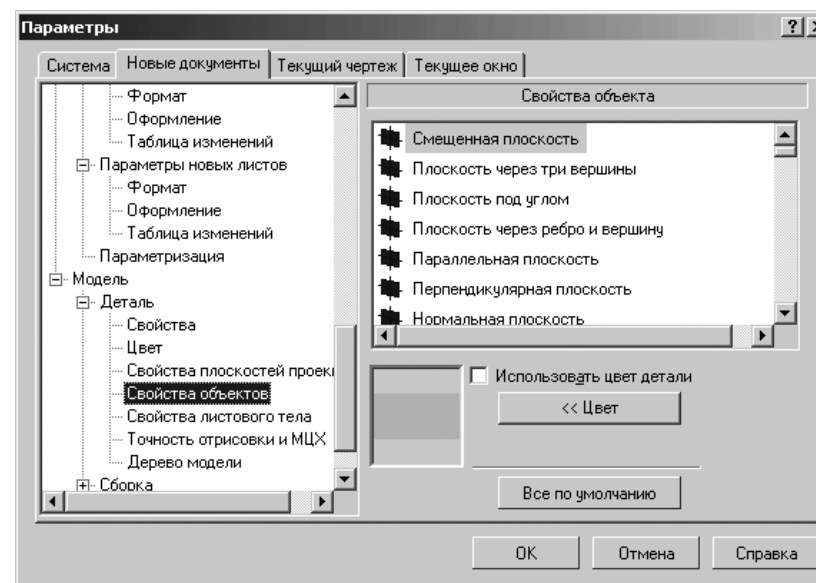 Параметры
Система Новые документы Текущий чертеж Текущее окно
Формат
Оформление
Таблица изменений
Параметры новых листов
Формат
Оформление
Таблица изменений
Параметризация
Модель
Деталь
Свойства
Цвет
Свойства плоскостей проек
Свойства объектов
Свойства листового тела
Точность отрисовки и МЦХ
Дерево модели
Сборка
Свойства объекта
Смещенная плоскость
Плоскость через три вершины
Плоскость под углом
Плоскость через ребро и вершину
Параллельная плоскость
Перпендикулярная плоскость
Нормальная плоскость
Использовать цвет детали
<< Цвет
Все по умолчанию
OK Отмена Справка